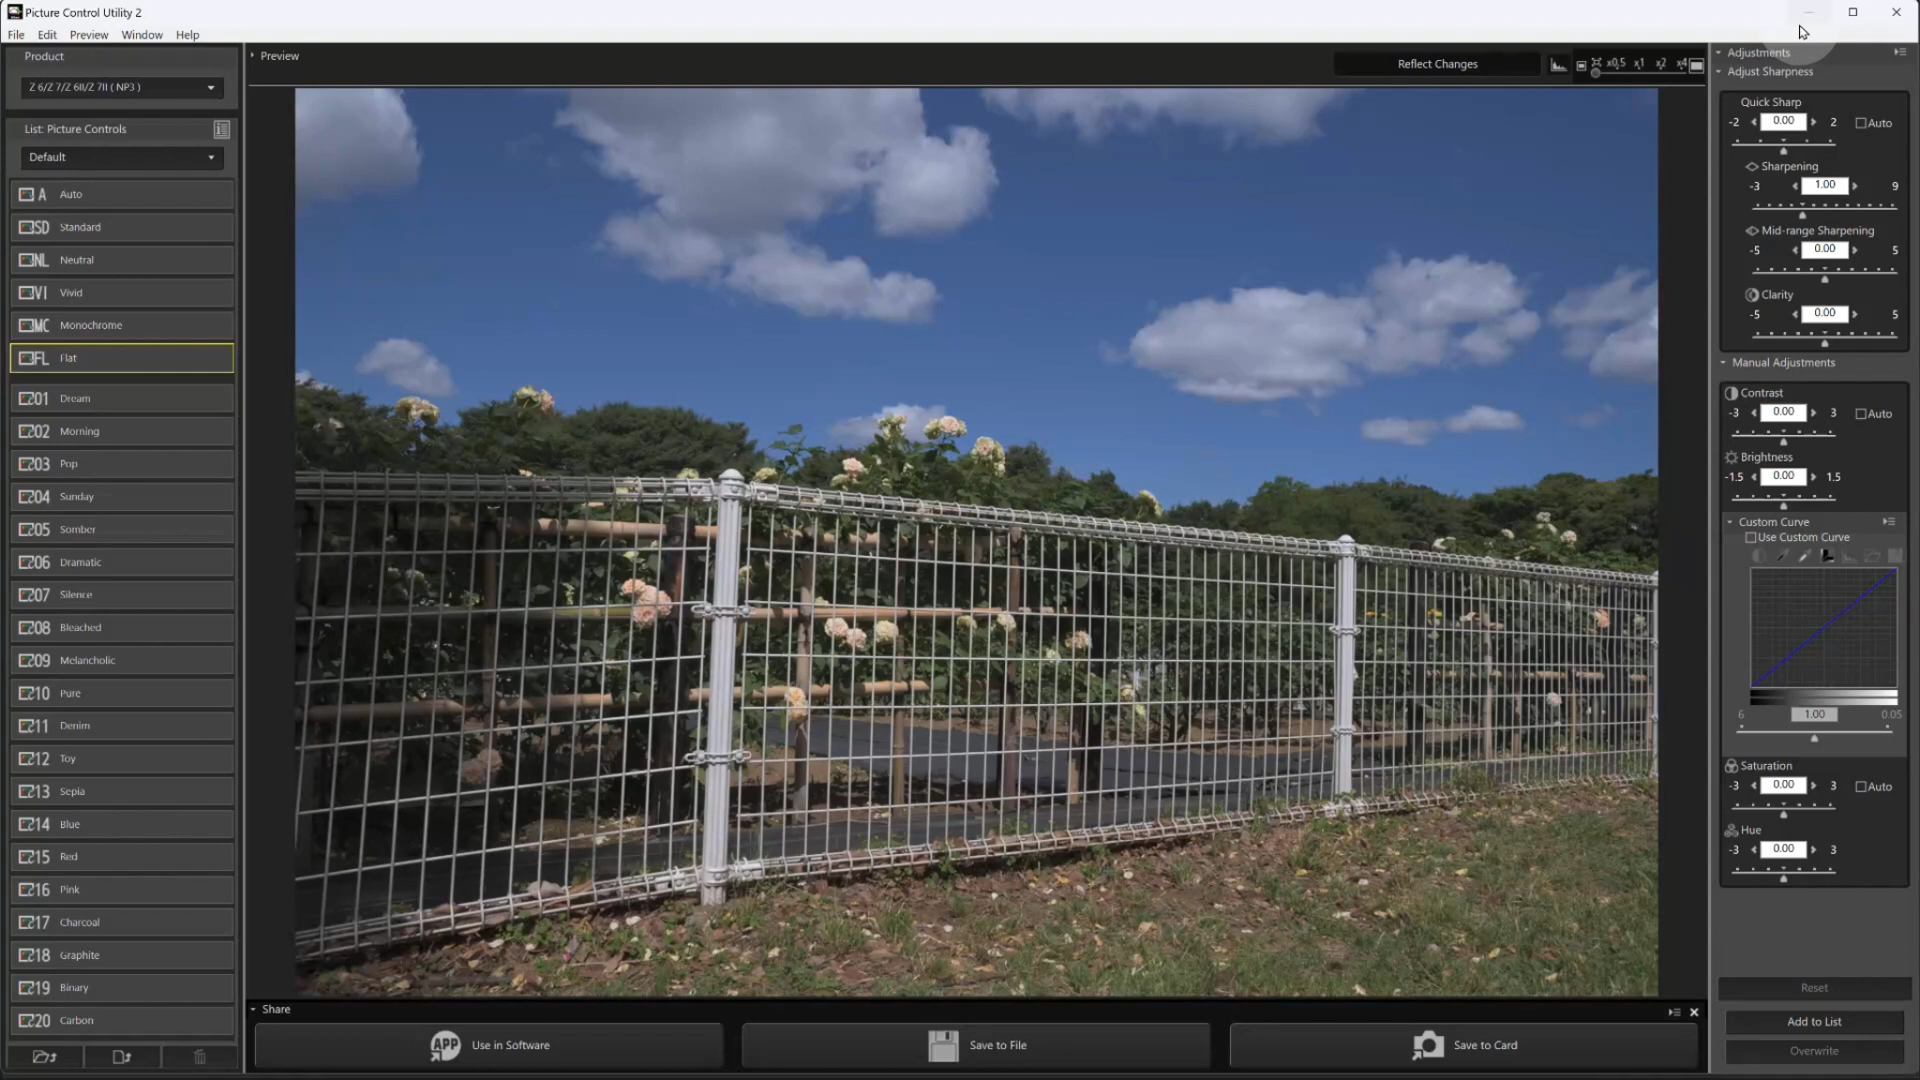 Picture Control Utility 2
File Edit Preview Window Help
Product
Z 6/Z 7/Z 6II/Z 7II ( NP3 )
List: Picture Controls
Default
A Auto
SD Standard
NL Neutral
VI Vivid
MC Monochrome
FL Flat
01 Dream
02 Morning
03 Pop
04 Sunday
05 Somber
06 Dramatic
07 Silence
08 Bleached
09 Melancholic
10 Pure
11 Denim
12 Toy
13 Sepia
14 Blue
15 Red
16 Pink
17 Charcoal
18 Graphite
19 Binary
20 Carbon
Preview
Reflect Changes
x0.5 x1 x2 x4
Share
APP Use in Software
Save to File
Save to Card
Adjustments
Adjust Sharpness
Quick Sharp
-2 0.00 2 Auto
Sharpening
-3 1.00 9
Mid-range Sharpening
-5 0.00 5
Clarity
-5 0.00 5
Manual Adjustments
Contrast
-3 0.00 3 Auto
Brightness
-1.5 0.00 1.5
Custom Curve
Use Custom Curve
6 1.00 0.05
Saturation
-3 0.00 3 Auto
Hue
-3 0.00 3
Reset
Add to List
Overwrite